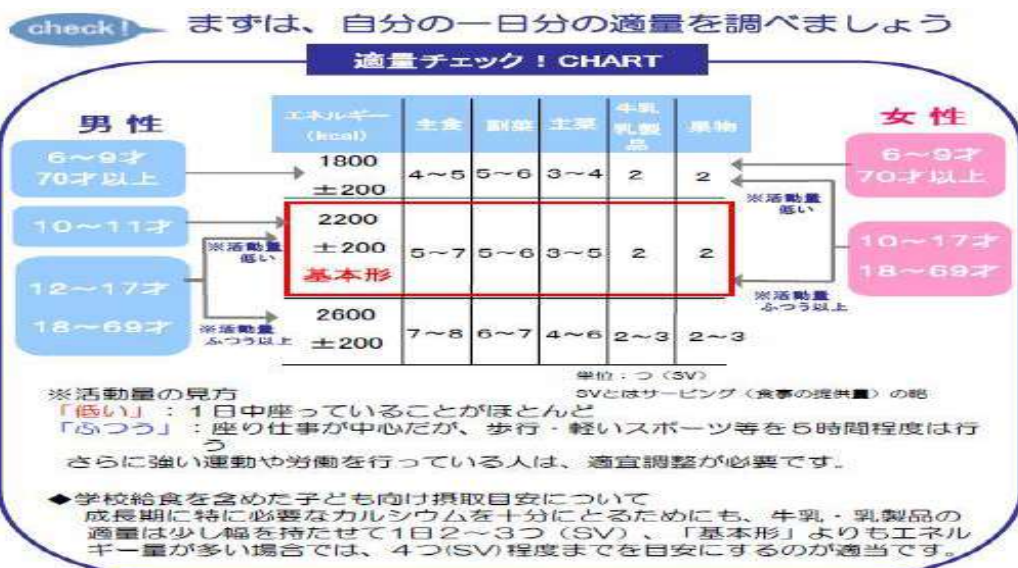 check! まずは、自分の一日分の適量を調べましょう
適量チェック！CHART
男性
女性
エネルギー(kcal) 主食 副菜 主菜 牛乳乳製品 果物
6～9才
70才以上
1800
±200
4～5 5～6 3～4 2 2
6～9才
70才以上
※活動量
低い
10～11才
※活動量
低い
2200
±200
基本形
5～7 5～6 3～5 2 2
10～17才
18～69才
12～17才
18～69才
※活動量
ふつう以上
※活動量
ふつう以上
2600
±200
7～8 6～7 4～6 2～3 2～3
単位：つ（SV）
SVとはサービング（食事の提供量）の略
※活動量の見方
「低い」：１日中座っていることがほとんど
「ふつう」：座り仕事が中心だが、歩行・軽いスポーツ等を５時間程度は行
う
さらに強い運動や労働を行っている人は、適宜調整が必要です。
◆学校給食を含めた子ども向け摂取目安について
成長期に特に必要なカルシウムを十分にとるためにも、牛乳・乳製品の
適量は少し幅を持たせて１日２～３つ（SV）、「基本形」よりもエネル
ギー量が多い場合では、４つ(SV)程度までを目安にするのが適当です。